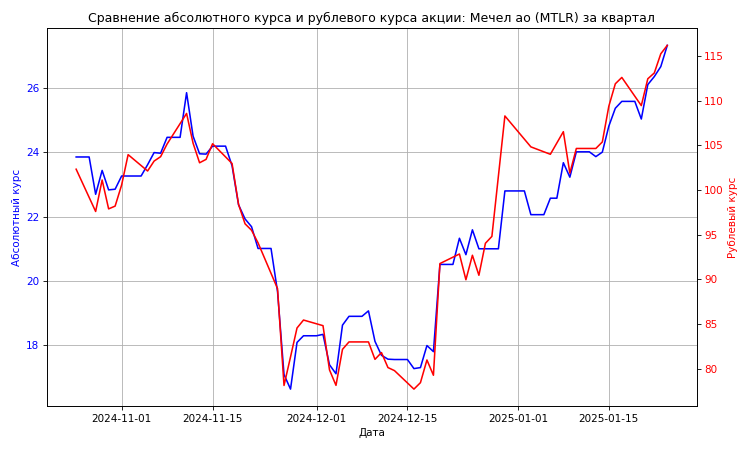 Сравнение абсолютного курса и рублевого курса акции: Мечел ао (MTLR) за квартал
Абсолютный курс
26
24
22
20
18
115
110
105
100
95
90
85
80
Рублевый курс
2024-11-01 2024-11-15 2024-12-01 2024-12-15 2025-01-01 2025-01-15
Дата